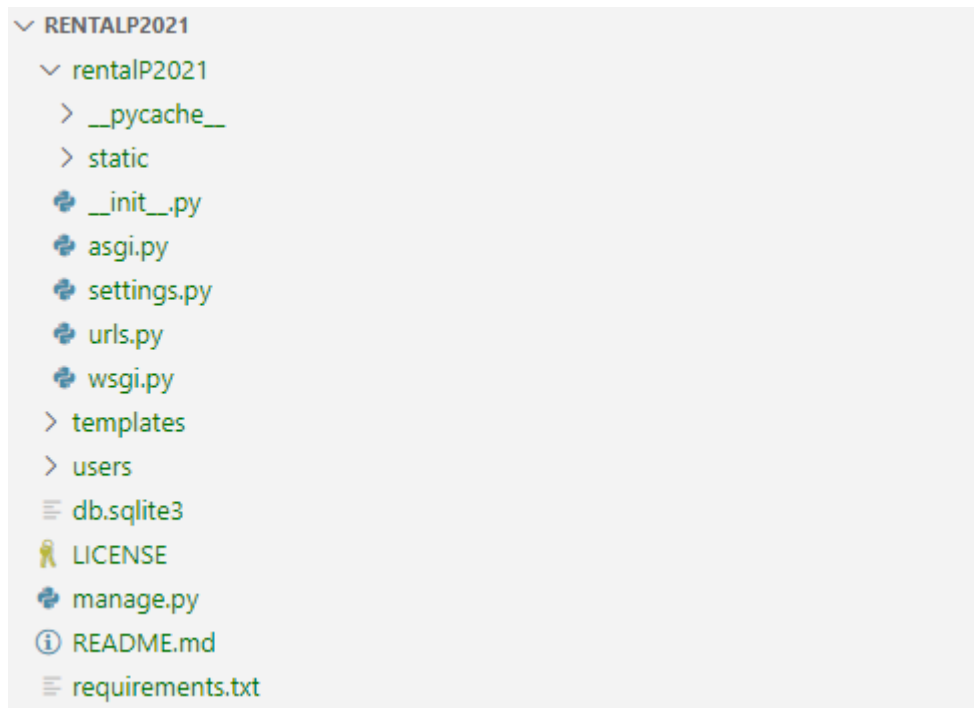 RENTALP2021
rentalP2021
__pycache__
static
__init__.py
asgi.py
settings.py
urls.py
wsgi.py
templates
users
db.sqlite3
LICENSE
manage.py
README.md
requirements.txt